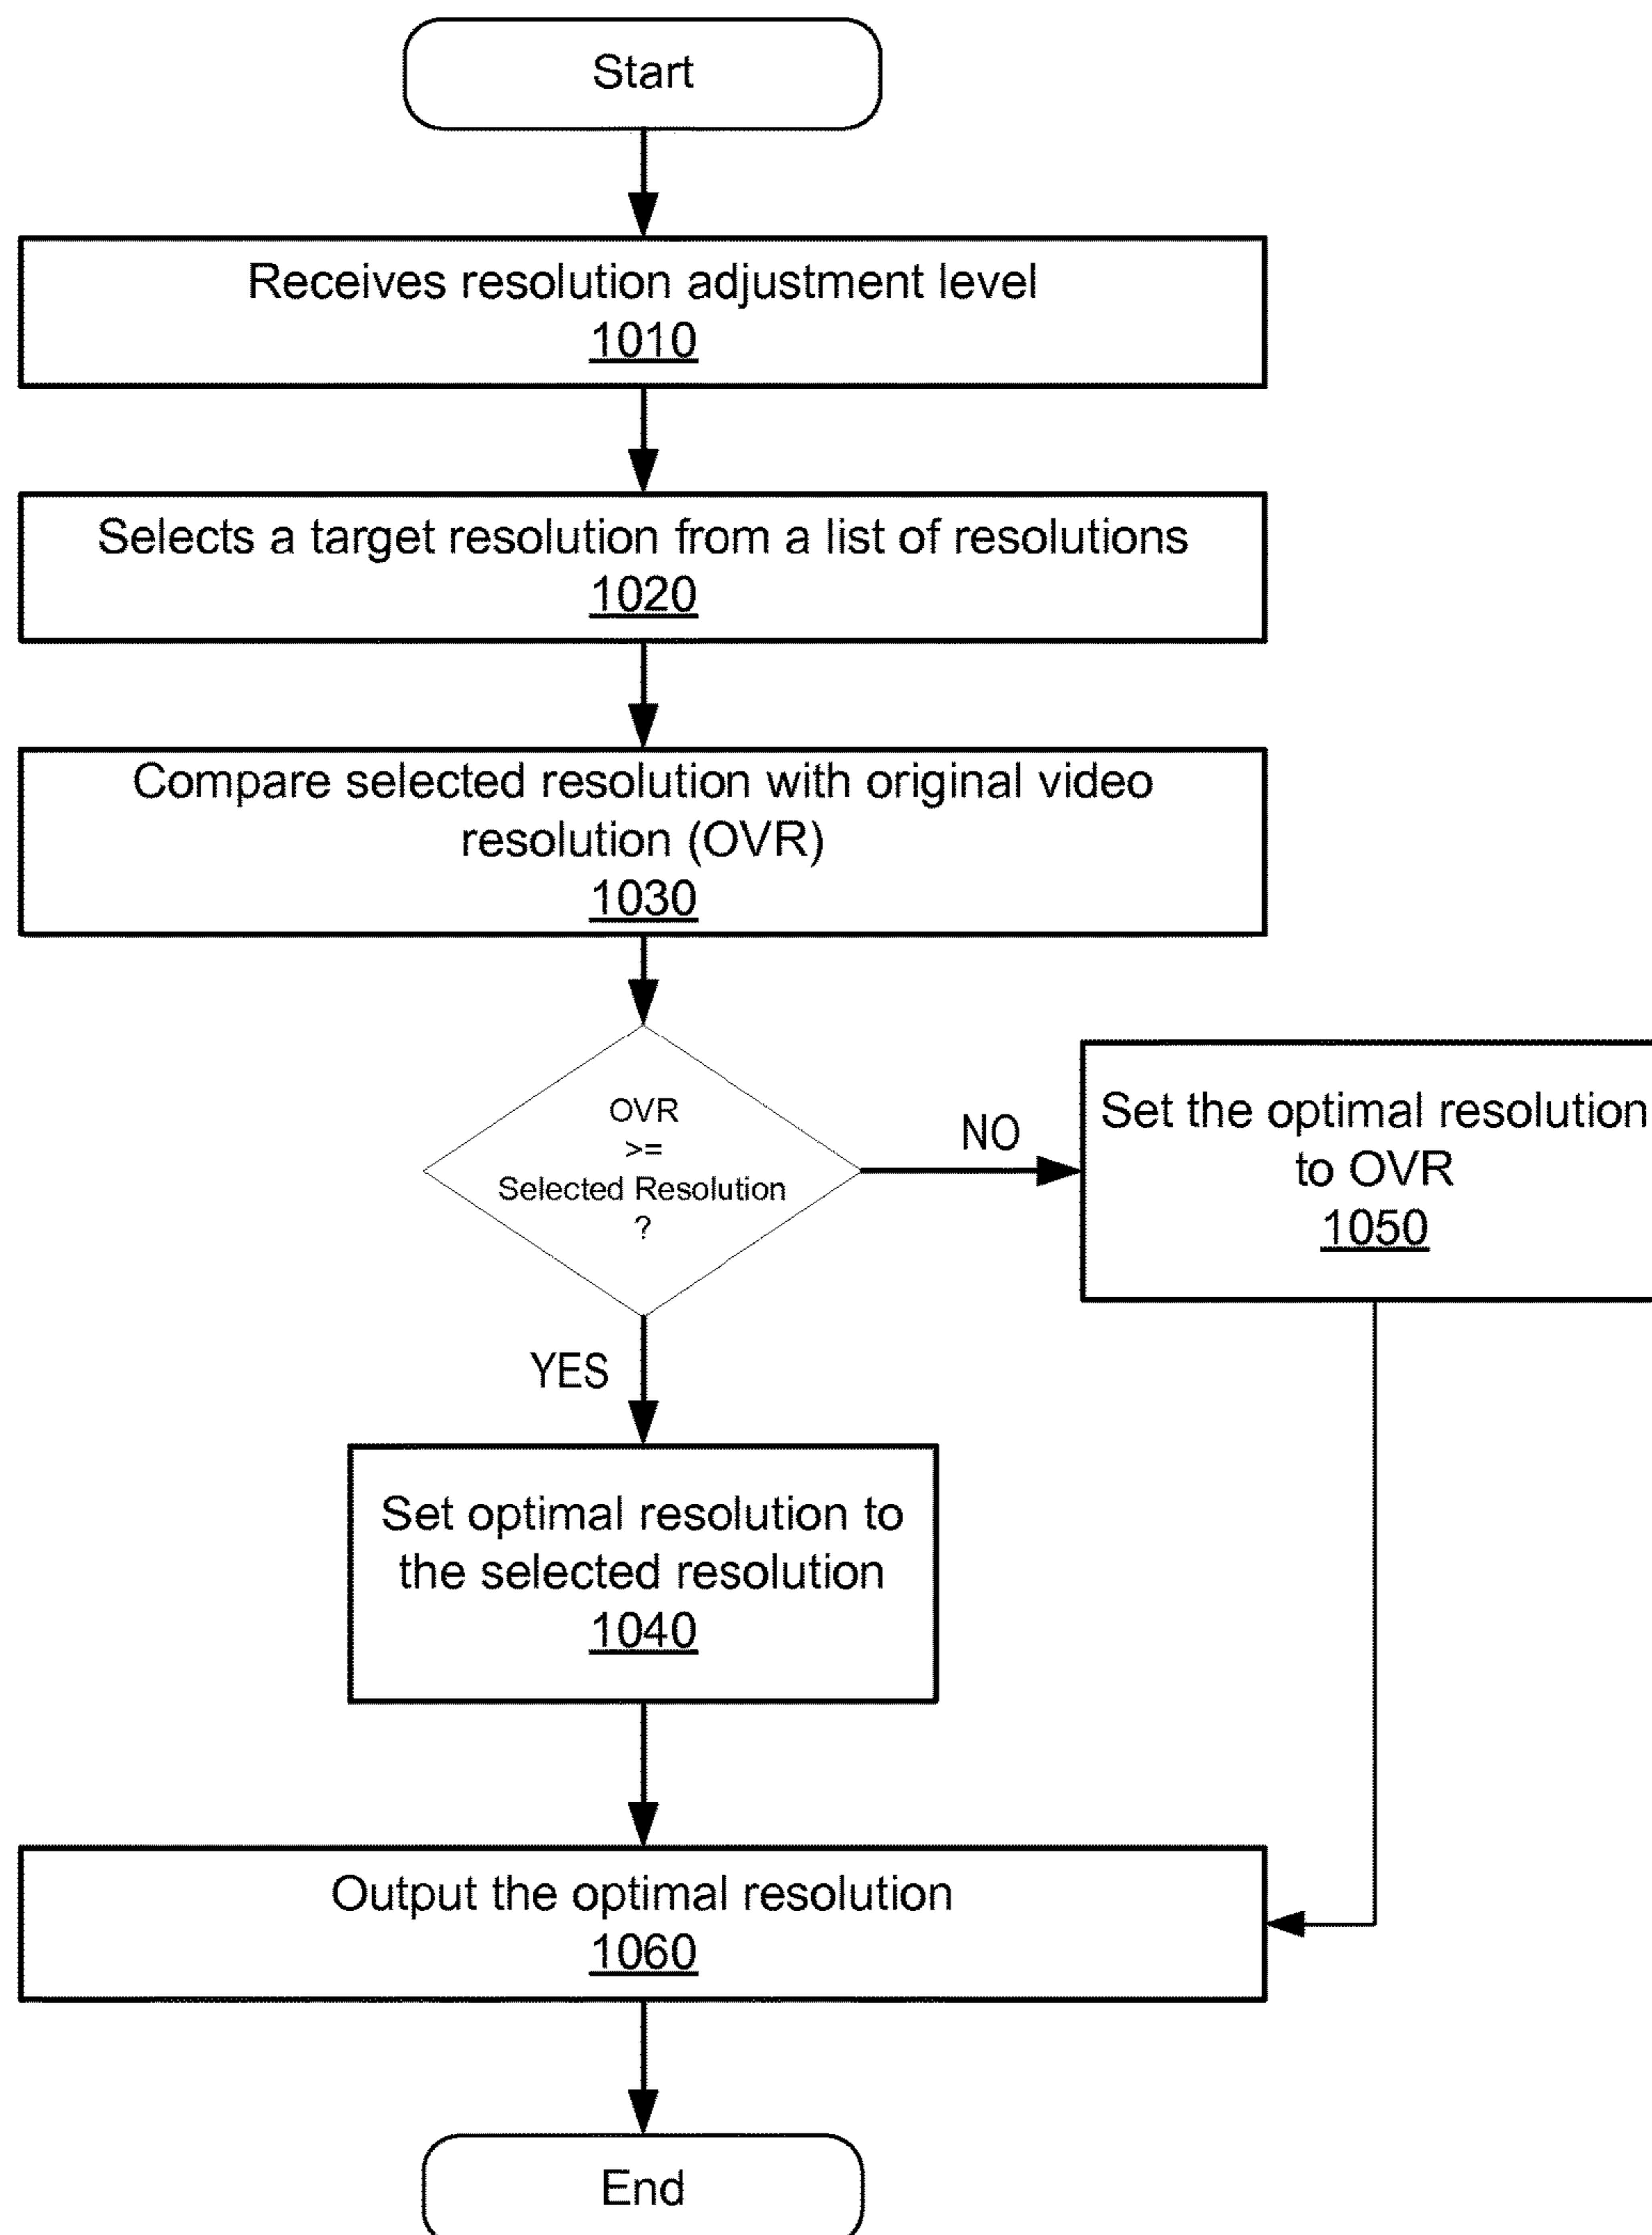 Start
Receives resolution adjustment level
1010
Selects a target resolution from a list of resolutions
1020
Compare selected resolution with original video
resolution (OVR)
1030
OVR
>=
Selected Resolution
?
NO
Set the optimal resolution
to OVR
1050
YES
Set optimal resolution to
the selected resolution
1040
Output the optimal resolution
1060
End